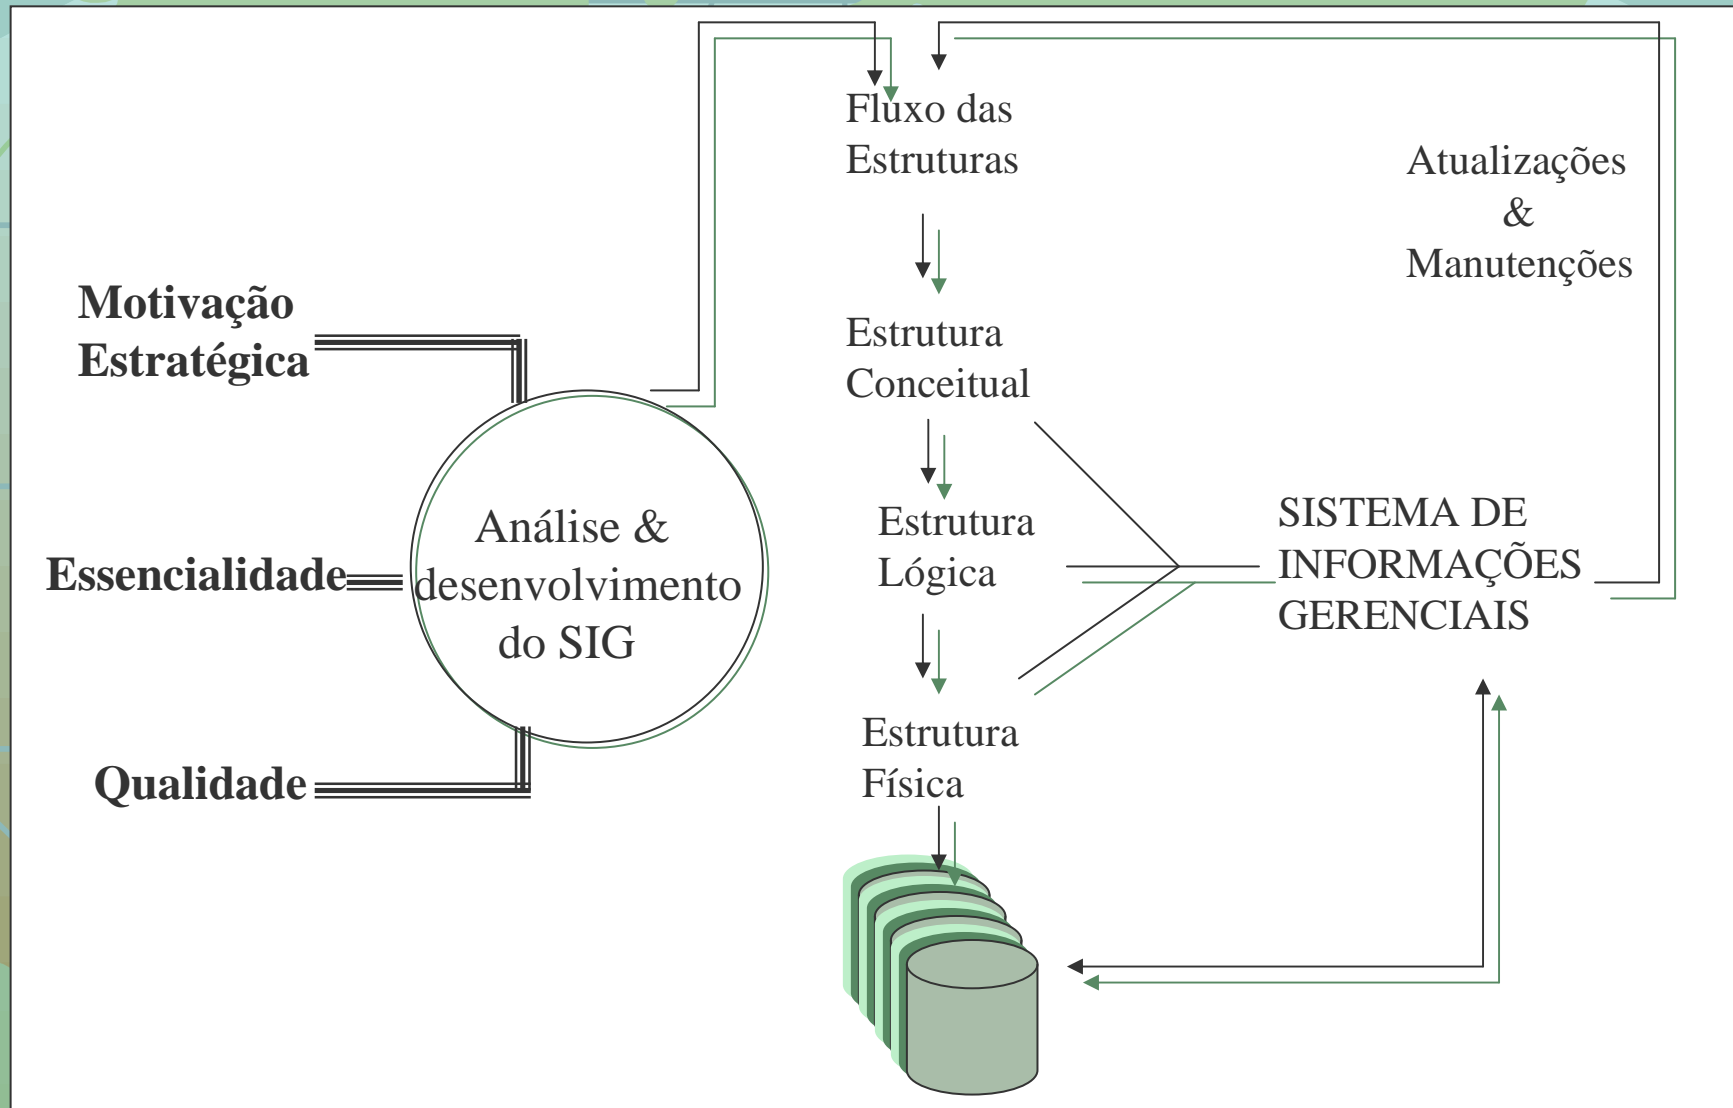 Motivação
Estratégica
Essencialidade
Qualidade
Análise &
desenvolvimento
do SIG
Fluxo das
Estruturas
Estrutura
Conceitual
Estrutura
Lógica
Estrutura
Física
SISTEMA DE
INFORMAÇÕES
GERENCIAIS
Atualizações
&
Manutenções